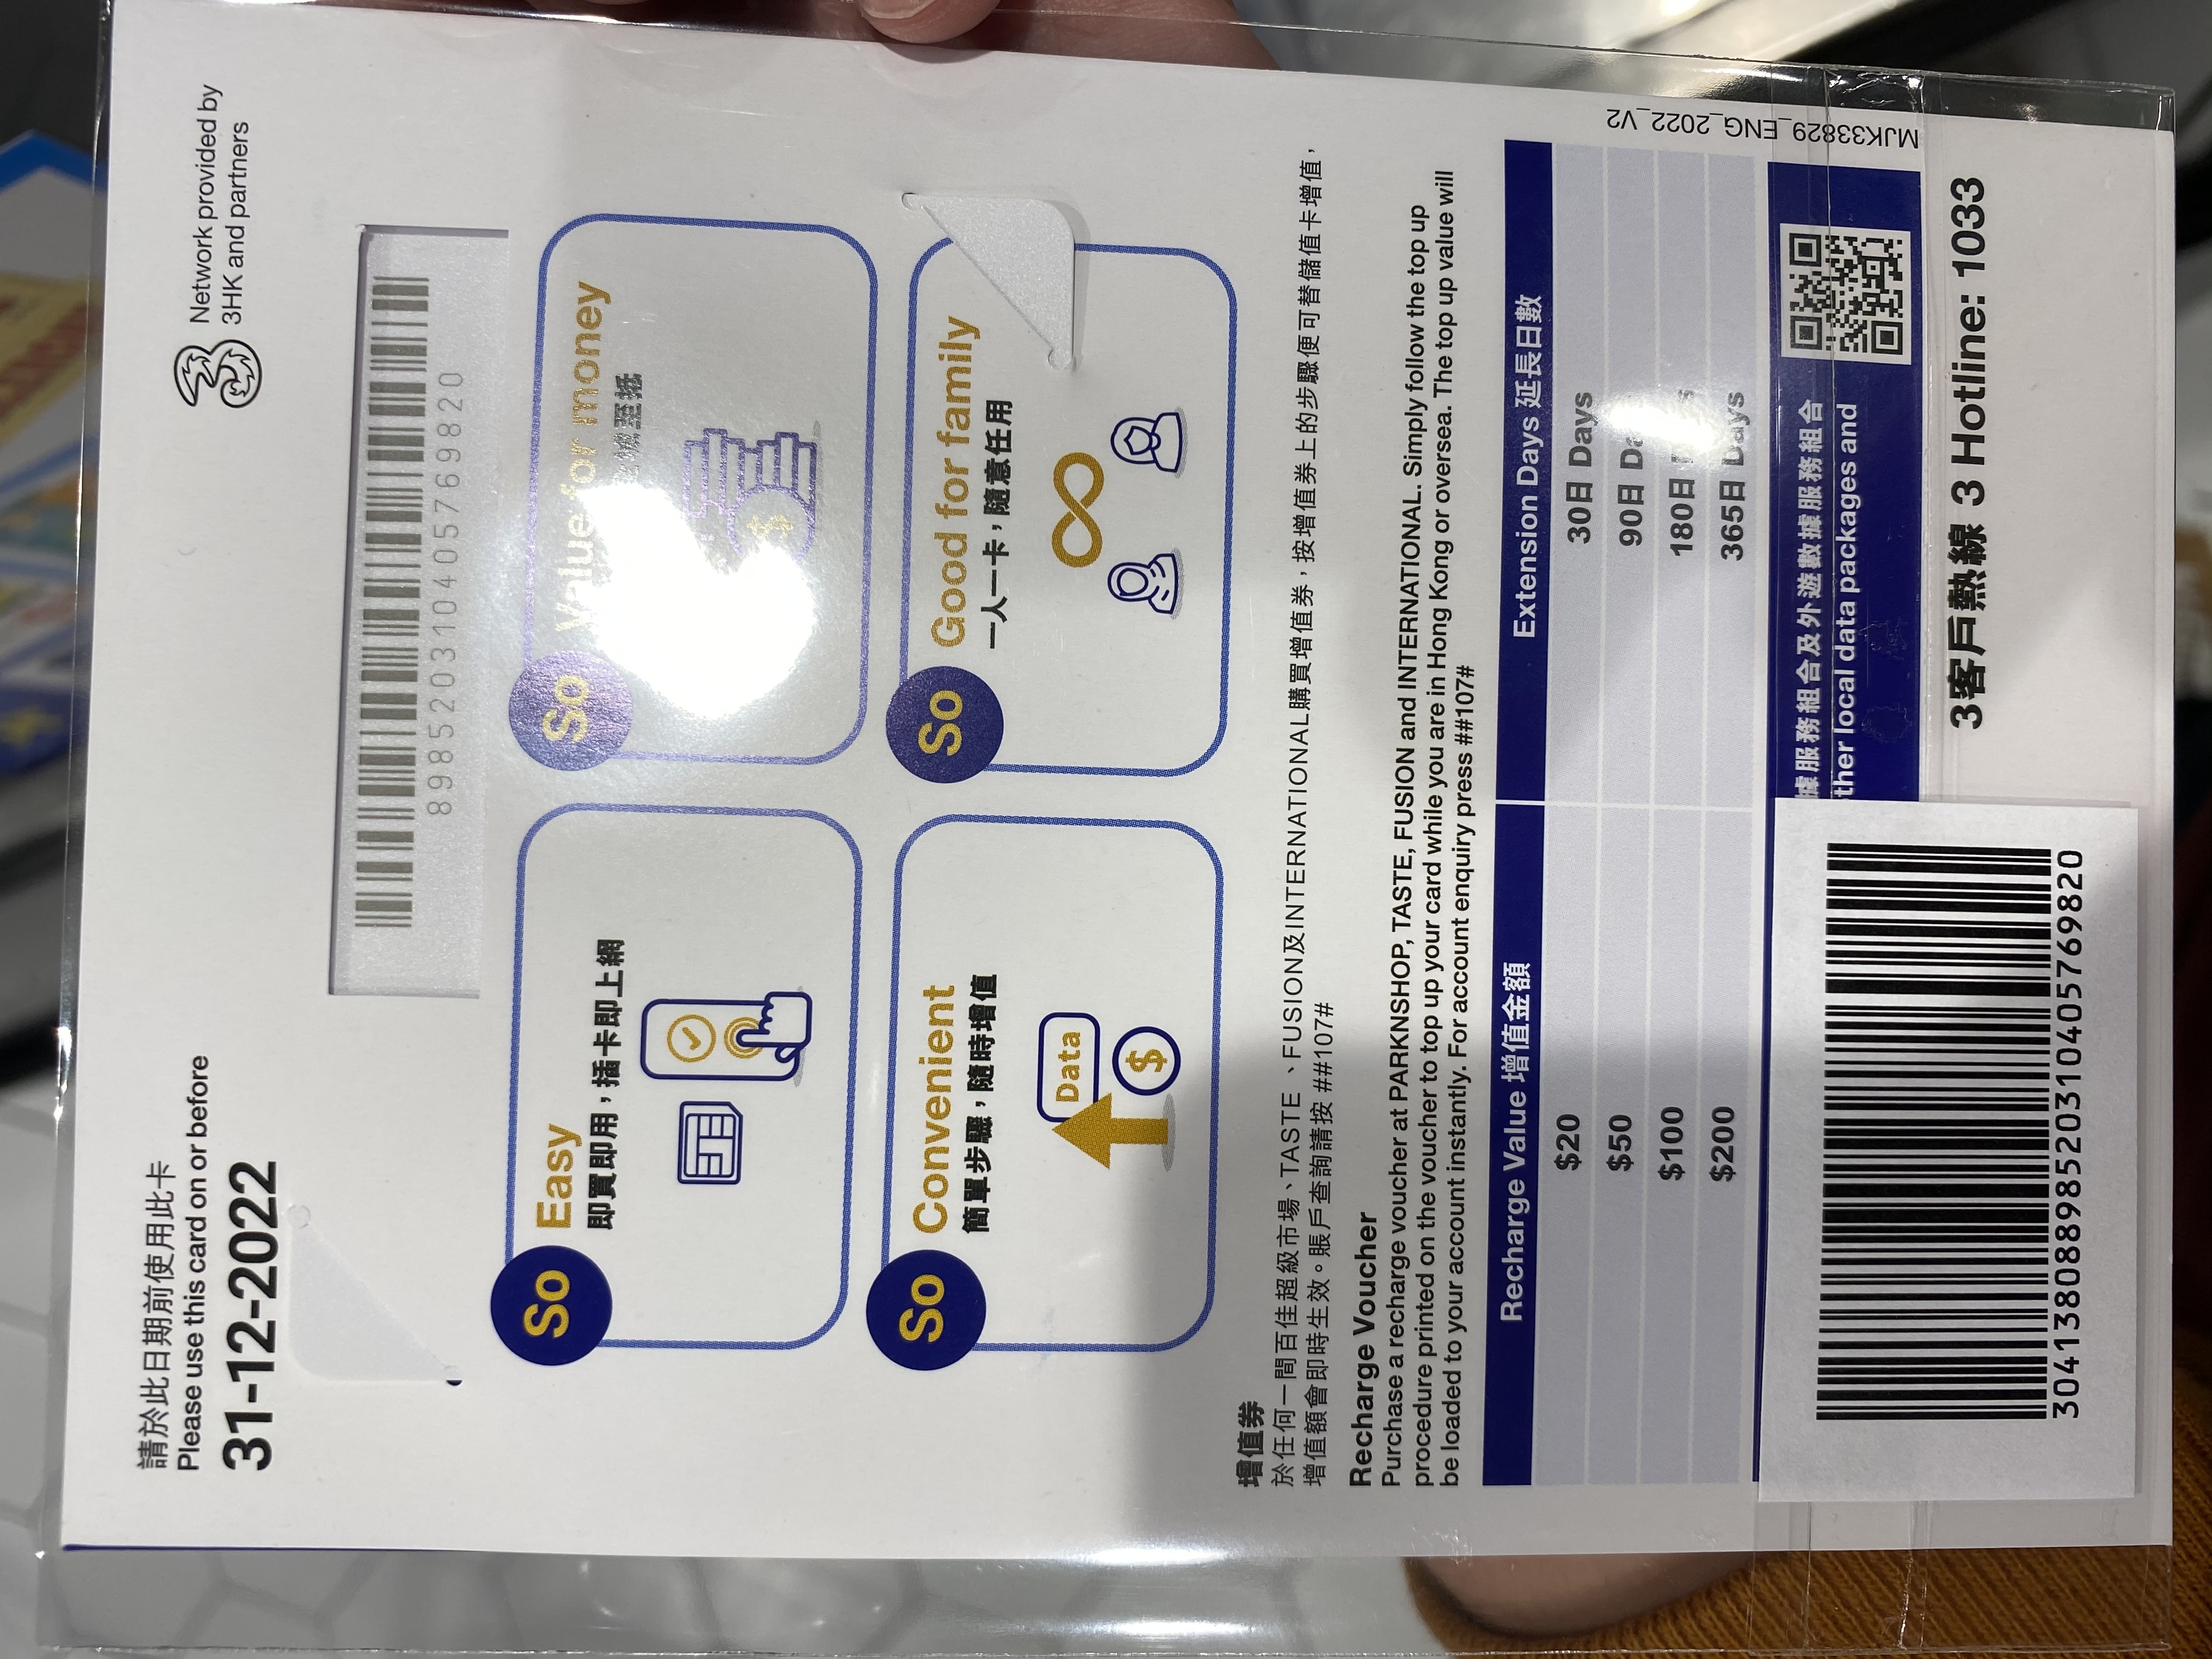 請於此日期前使用此卡
Please use this card on or before
31-12-2022
Network provided by
3HK and partners
898520310405769820
So Easy
即買即用，插卡即上網
So Value for money
So Convenient
簡單步驟，隨時增值
Data
$
So Good for family
一人一卡，隨意任用
增值券
於任何一間百佳超級市場、TASTE、FUSION及INTERNATIONAL購買增值券，按增值券上的步驟便可替儲值卡增值，
增值額會即時生效。賬戶查詢請按 ##107#
Recharge Voucher
Purchase a recharge voucher at PARKNSHOP, TASTE, FUSION and INTERNATIONAL. Simply follow the top up
procedure printed on the voucher to top up your card while you are in Hong Kong or oversea. The top up value will
be loaded to your account instantly. For account enquiry press ##107#
Recharge Value 增值金額 Extension Days 延長日數
$20 30日 Days
$50 90日
$100 180日
$200 365日 Days
據服務組合及外遊數據服務組合
ther local data packages and
3客戶熱線 3 Hotline: 1033
MJK33829_ENG_2022_V2
30413808898520310405769820